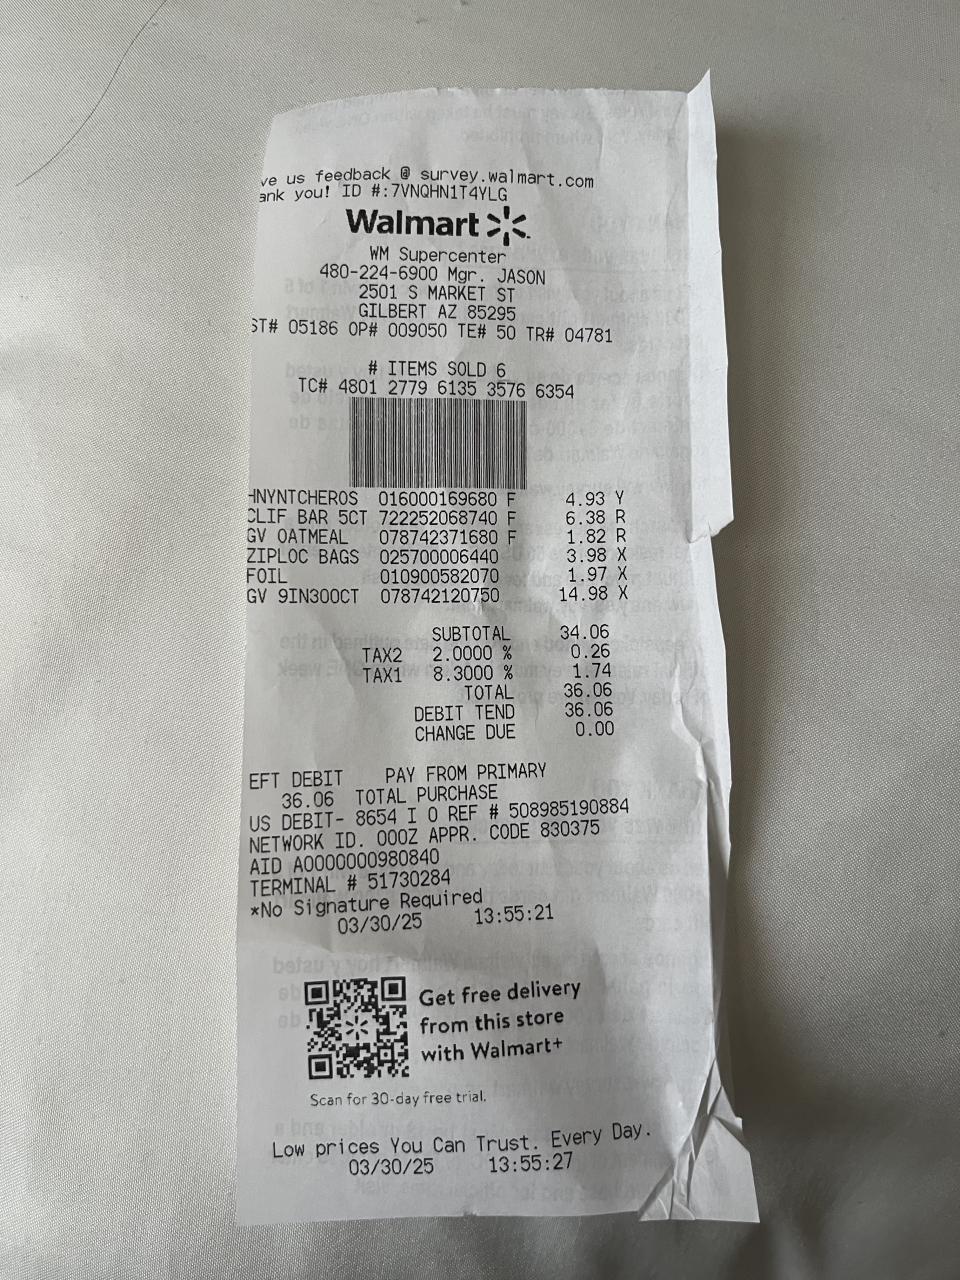 ve us feedback @ survey.walmart.com
ank you! ID #:7VNQHN1T4YLG
Walmart
WM Supercenter
480-224-6900 Mgr. JASON
2501 S MARKET ST
GILBERT AZ 85295
ST# 05186 OP# 009050 TE# 50 TR# 04781
# ITEMS SOLD 6
TC# 4801 2779 6135 3576 6354
HNYNTCHEROS 016000169680 F 4.93 Y
CLIF BAR 5CT 722252068740 F 6.38 R
GV OATMEAL 078742371680 F 1.82 R
ZIPLOC BAGS 025700006440 3.98 X
FOIL 010900582070 1.97 X
GV 9IN300CT 078742120750 14.98 X
SUBTOTAL 34.06
TAX2 2.0000 % 0.26
TAX1 8.3000 % 1.74
TOTAL 36.06
DEBIT TEND 36.06
CHANGE DUE 0.00
EFT DEBIT PAY FROM PRIMARY
36.06 TOTAL PURCHASE
US DEBIT- 8654 I 0 REF # 508985190884
NETWORK ID. 000Z APPR. CODE 830375
AID A0000000980840
TERMINAL # 51730284
*No Signature Required
03/30/25 13:55:21
Get free delivery
from this store
with Walmart+
Scan for 30-day free trial.
Low prices You Can Trust. Every Day.
03/30/25 13:55:27